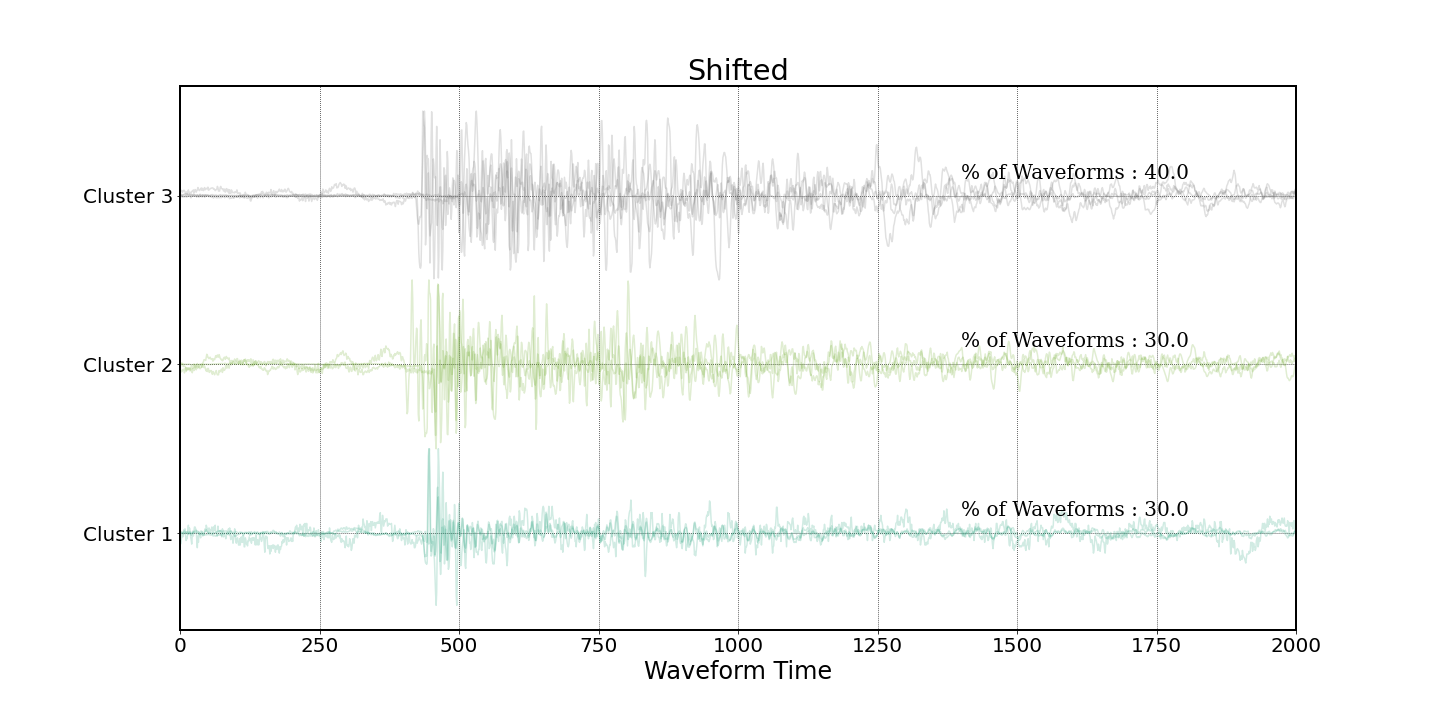 Shifted
Cluster 3
% of Waveforms : 40.0
Cluster 2
% of Waveforms : 30.0
Cluster 1
% of Waveforms : 30.0
0 250 500 750 1000 1250 1500 1750 2000
Waveform Time